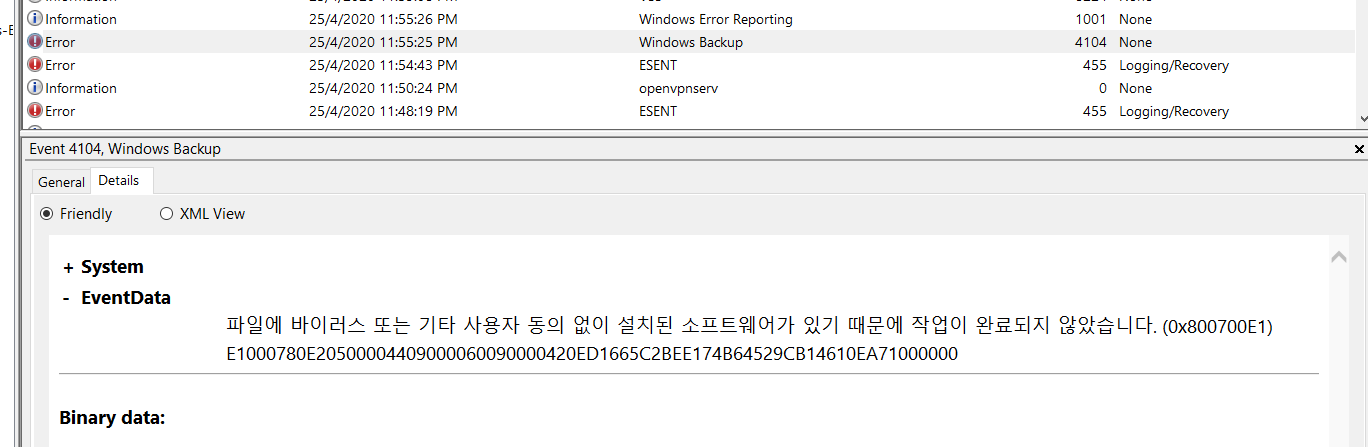 Information 25/4/2020 11:55:26 PM Windows Error Reporting 1001 None
Error 25/4/2020 11:55:25 PM Windows Backup 4104 None
Error 25/4/2020 11:54:43 PM ESENT 455 Logging/Recovery
Information 25/4/2020 11:50:24 PM openvpnserv 0 None
Error 25/4/2020 11:48:19 PM ESENT 455 Logging/Recovery
Event 4104, Windows Backup
General Details
Friendly XML View
+ System
- EventData
파일에 바이러스 또는 기타 사용자 동의 없이 설치된 소프트웨어가 있기 때문에 작업이 완료되지 않았습니다. (0x800700E1)
E1000780E20500004409000060090000420ED1665C2BEE174B64529CB14610EA71000000
Binary data: